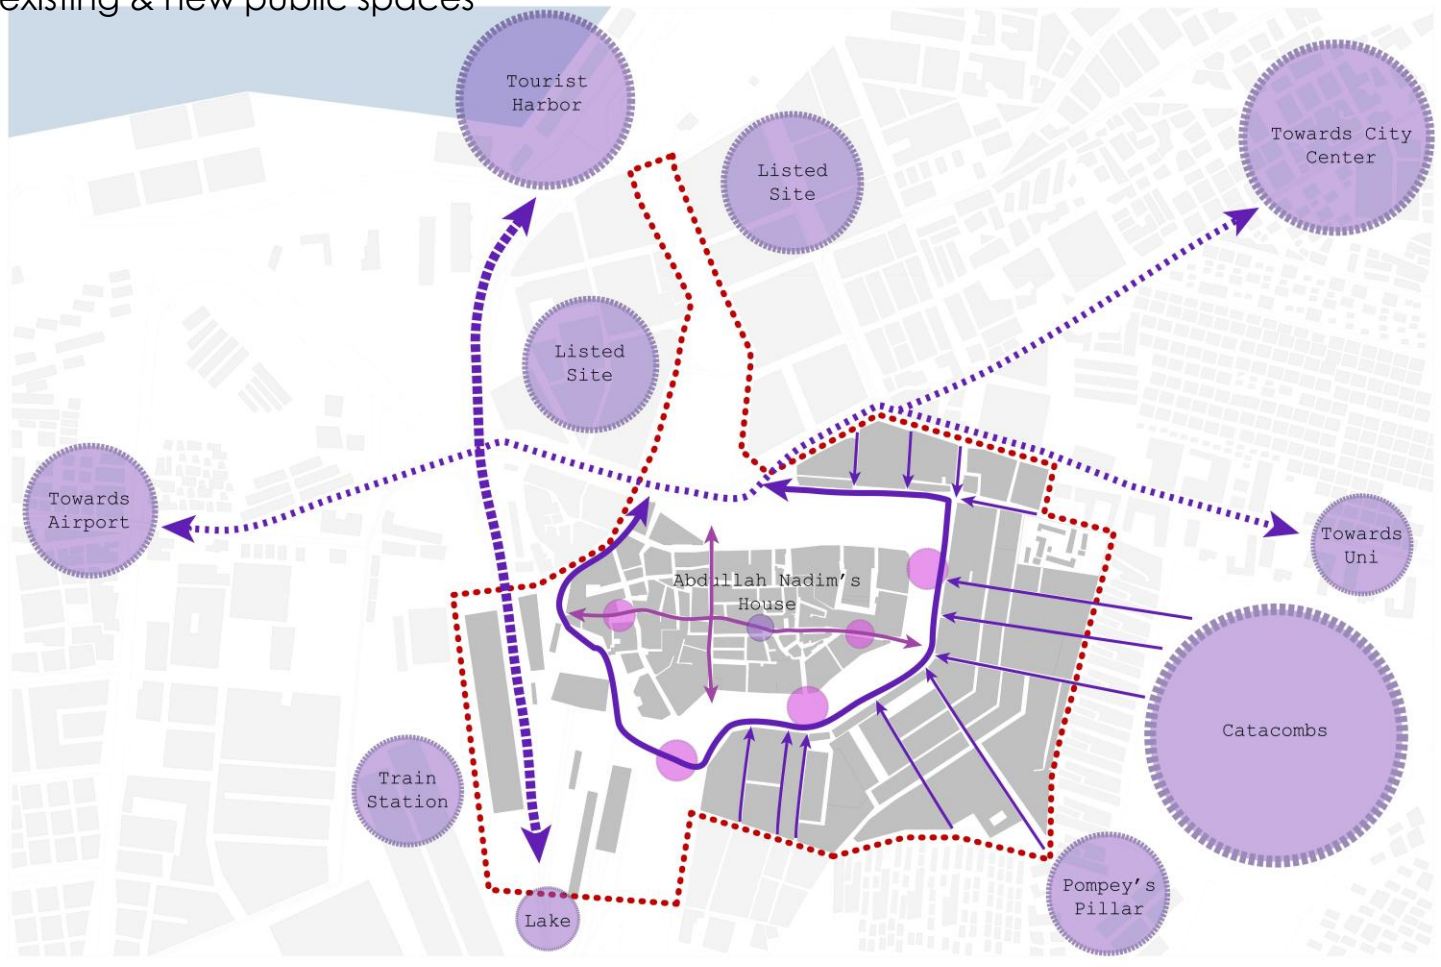 existing & new public spaces
Tourist
Harbor
Towards City
Center
Listed
Site
Listed
Site
Towards
Airport
Towards
Uni
Abdullah Nadim's
House
Catacombs
Train
Station
Pompey's
Pillar
Lake